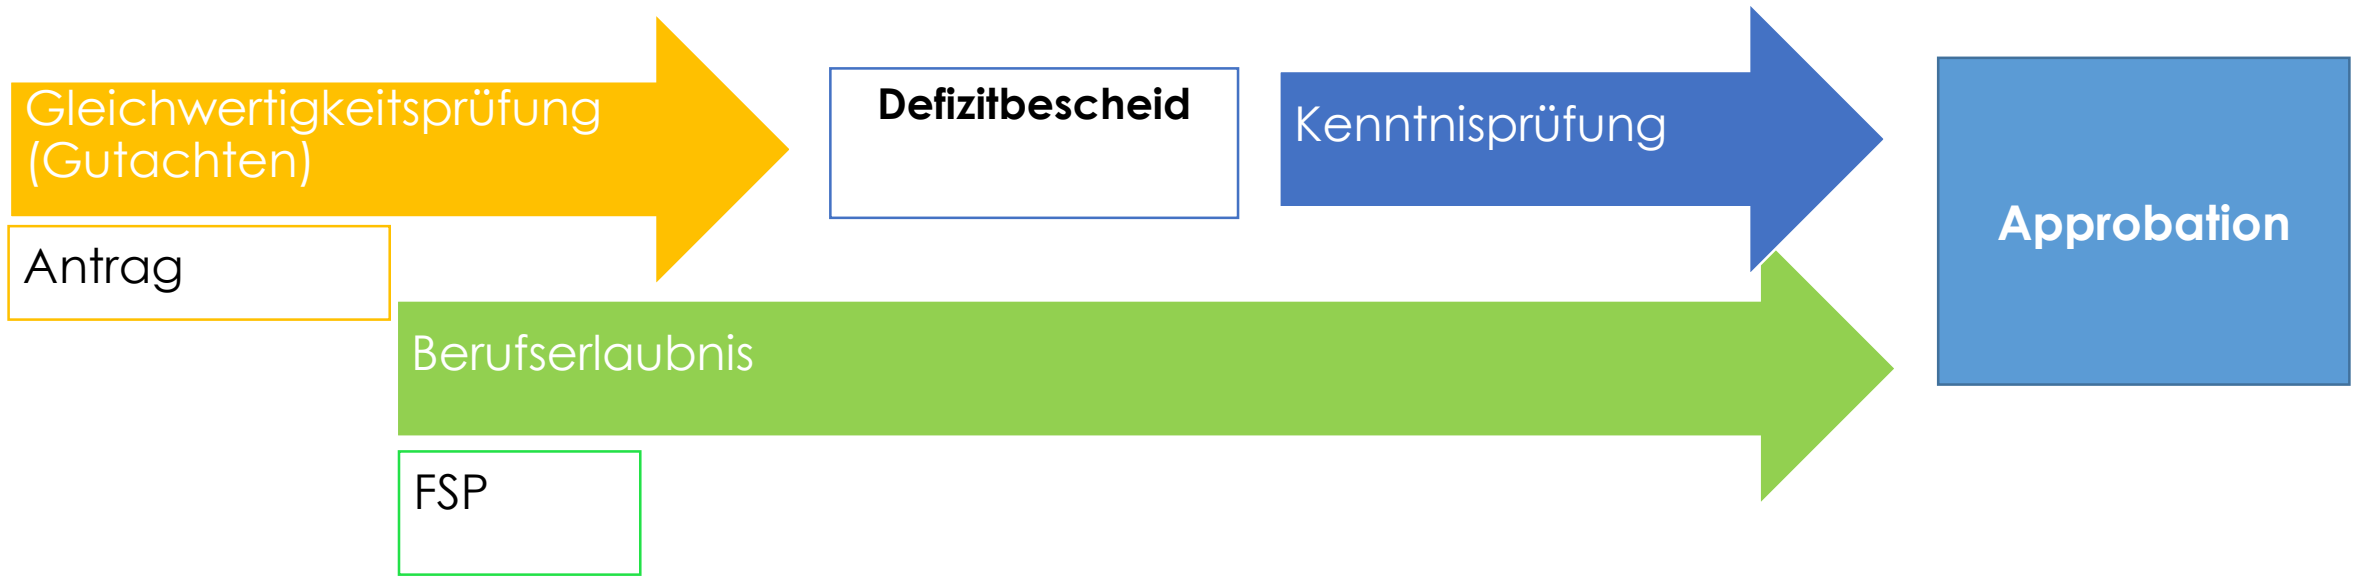 Gleichwertigkeitsprüfung
(Gutachten)
Defizitbescheid
Kenntnisprüfung
Approbation
Antrag
Berufserlaubnis
FSP